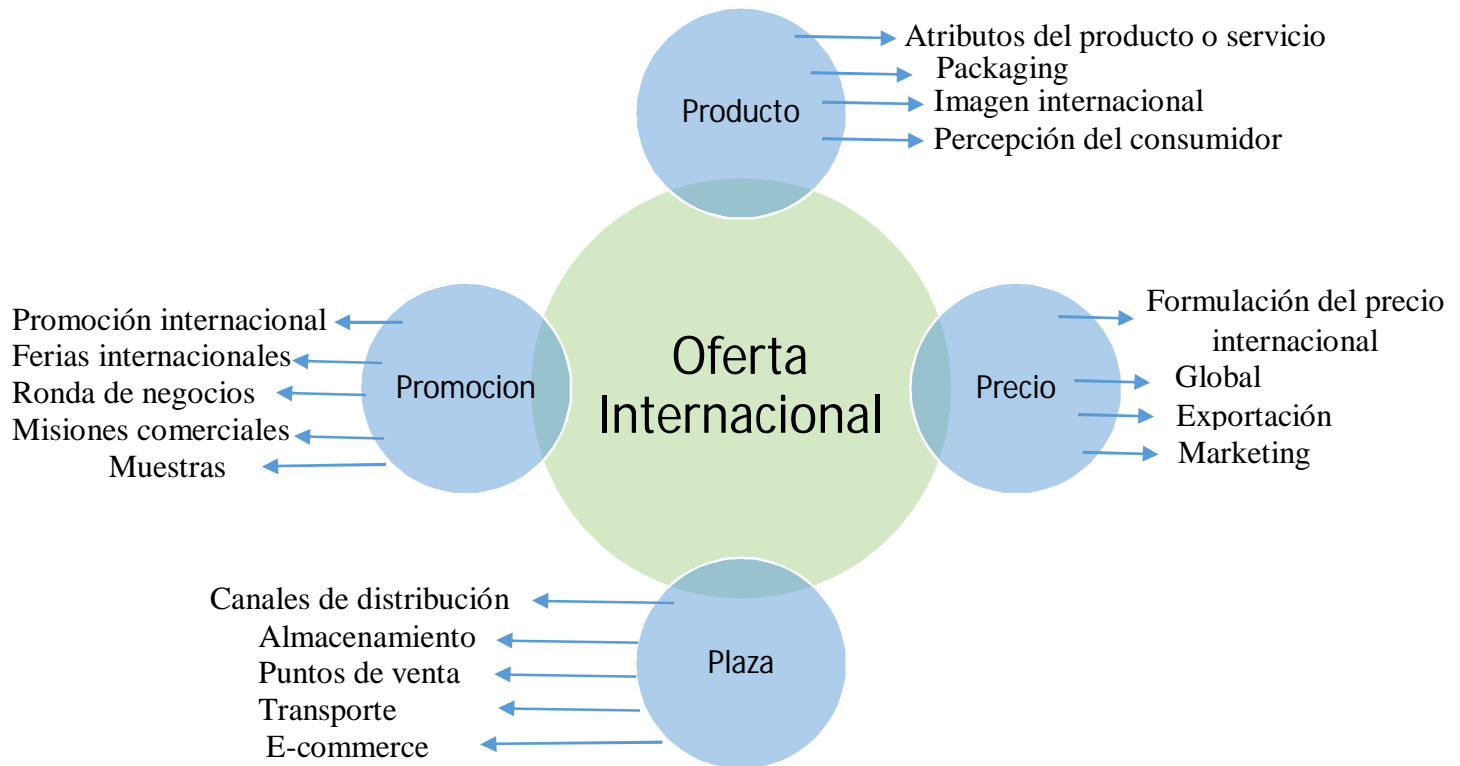 Atributos del producto o servicio
Packaging
Imagen internacional
Percepción del consumidor
Producto
Promoción internacional
Ferias internacionales
Ronda de negocios
Misiones comerciales
Muestras
Promocion
Oferta
Internacional
Precio
Formulación del precio
internacional
Global
Exportación
Marketing
Canales de distribución
Almacenamiento
Puntos de venta
Transporte
E-commerce
Plaza